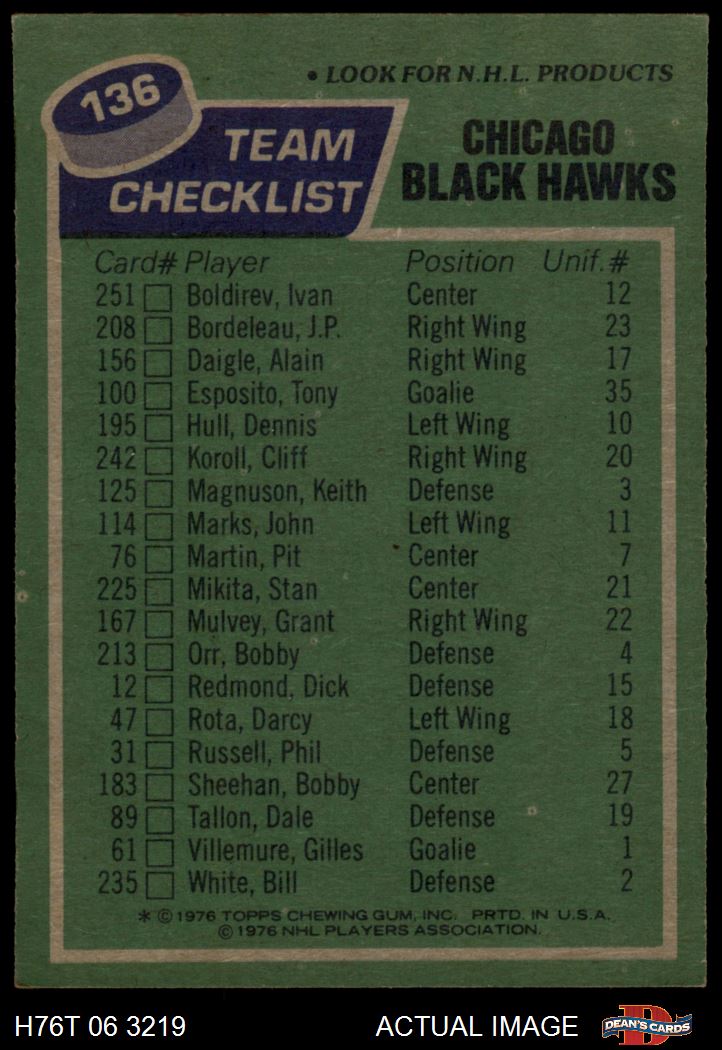 • LOOK FOR N.H.L. PRODUCTS
136
TEAM CHECKLIST
CHICAGO BLACK HAWKS
Card# Player Position Unif.#
251 Boldirev, Ivan Center 12
208 Bordeleau, J.P. Right Wing 23
156 Daigle, Alain Right Wing 17
100 Esposito, Tony Goalie 35
195 Hull, Dennis Left Wing 10
242 Koroll, Cliff Right Wing 20
125 Magnuson, Keith Defense 3
114 Marks, John Left Wing 11
76 Martin, Pit Center 7
225 Mikita, Stan Center 21
167 Mulvey, Grant Right Wing 22
213 Orr, Bobby Defense 4
12 Redmond, Dick Defense 15
47 Rota, Darcy Left Wing 18
31 Russell, Phil Defense 5
183 Sheehan, Bobby Center 27
89 Tallon, Dale Defense 19
61 Villemure, Gilles Goalie 1
235 White, Bill Defense 2
* © 1976 TOPPS CHEWING GUM, INC. PRTD. IN U.S.A.
© 1976 NHL PLAYERS ASSOCIATION.
H76T 06 3219 ACTUAL IMAGE DEAN'S CARDS